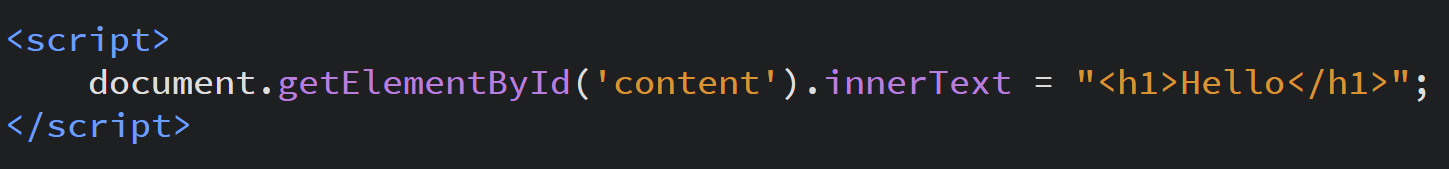 <script>
    document.getElementById('content').innerText = "<h1>Hello</h1>";
</script>